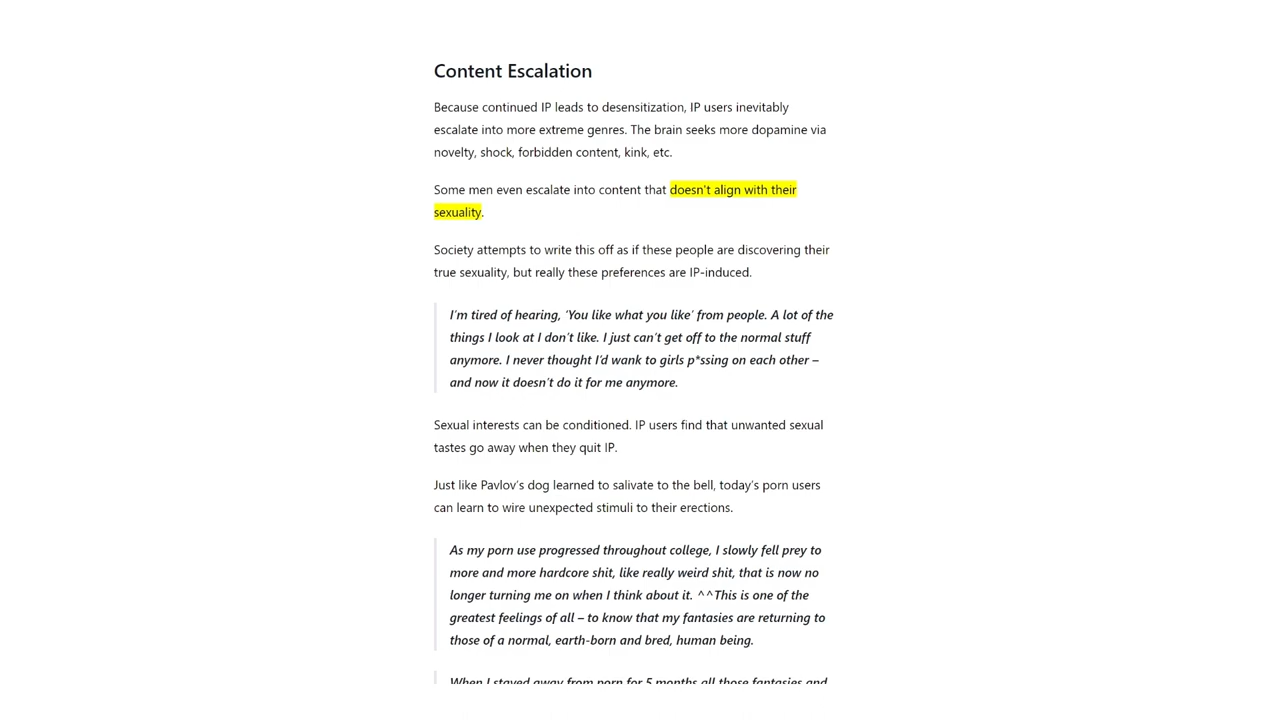 Content Escalation
Because continued IP leads to desensitization, IP users inevitably
escalate into more extreme genres. The brain seeks more dopamine via
novelty, shock, forbidden content, kink, etc.
Some men even escalate into content that doesn't align with their
sexuality.
Society attempts to write this off as if these people are discovering their
true sexuality, but really these preferences are IP-induced.
I'm tired of hearing, 'You like what you like' from people. A lot of the
things I look at I don't like. I just can't get off to the normal stuff
anymore. I never thought I'd wank to girls p*ssing on each other –
and now it doesn't do it for me anymore.
Sexual interests can be conditioned. IP users find that unwanted sexual
tastes go away when they quit IP.
Just like Pavlov's dog learned to salivate to the bell, today's porn users
can learn to wire unexpected stimuli to their erections.
As my porn use progressed throughout college, I slowly fell prey to
more and more hardcore shit, like really weird shit, that is now no
longer turning me on when I think about it. ^^This is one of the
greatest feelings of all – to know that my fantasies are returning to
those of a normal, earth-born and bred, human being.
When I stayed away from porn for 5 months all those fantasies and